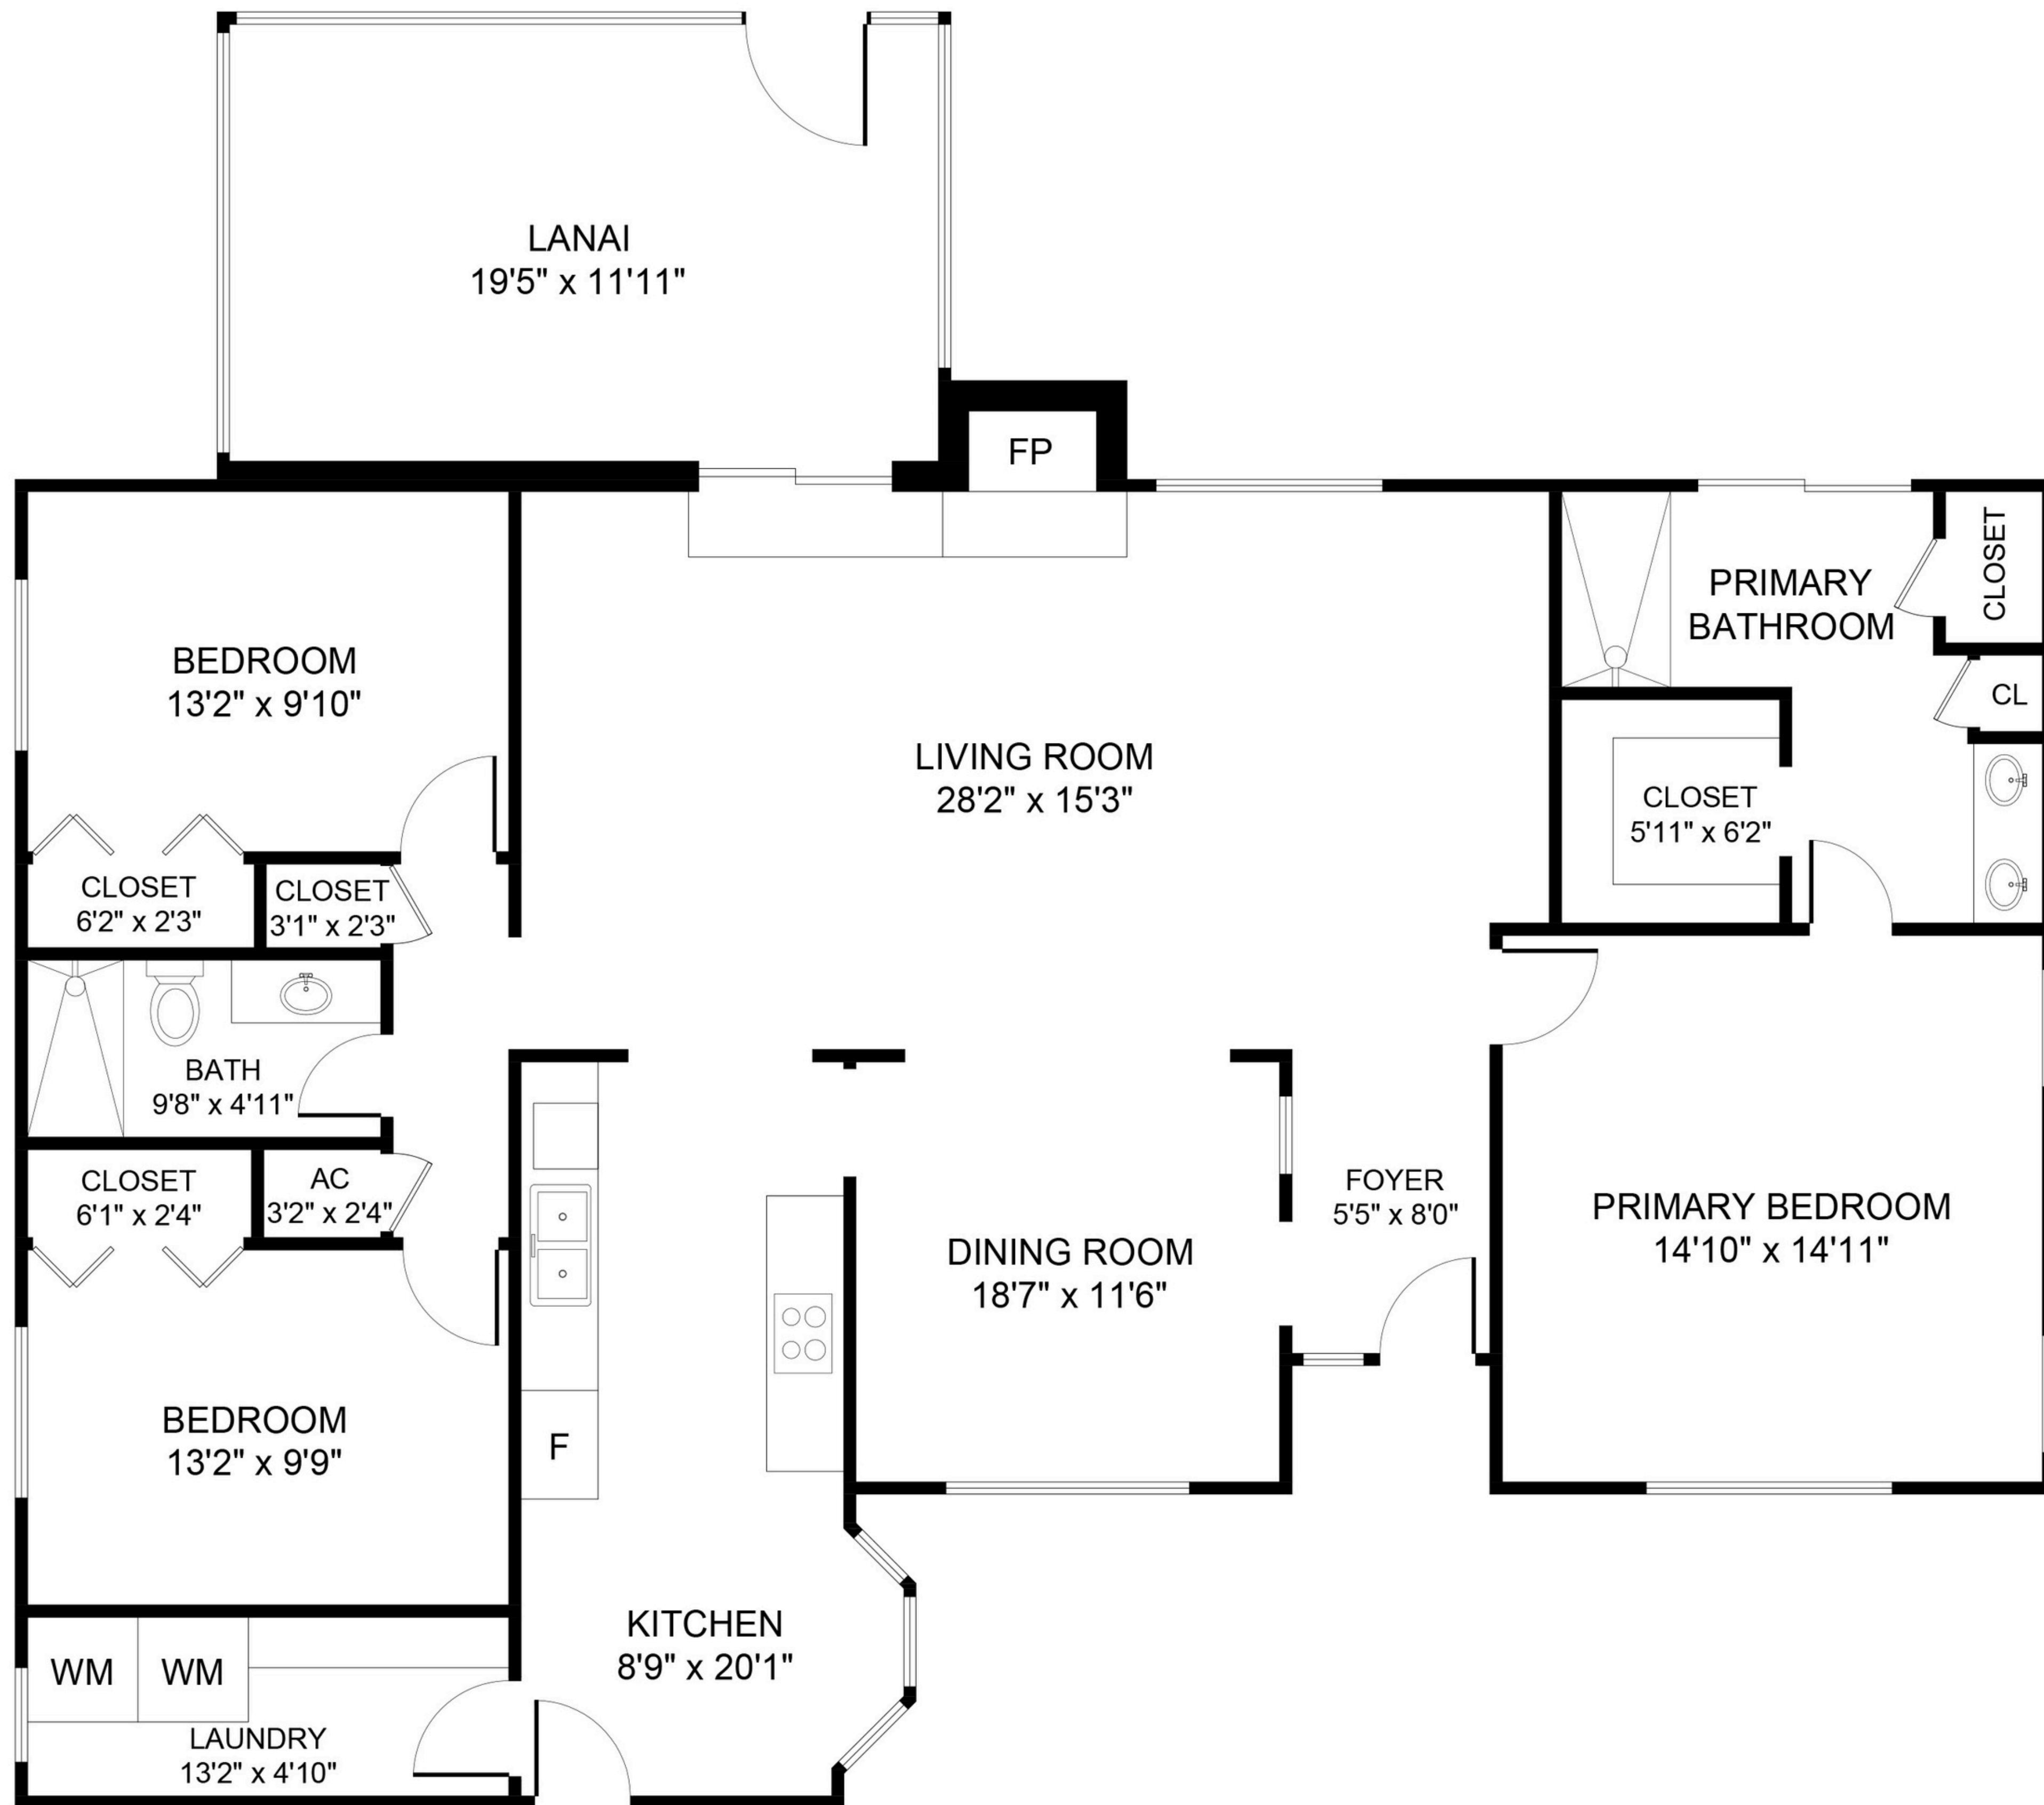 LANAI
19'5" x 11'11"
FP
BEDROOM
13'2" x 9'10"
LIVING ROOM
28'2" x 15'3"
PRIMARY
BATHROOM
CLOSET
CL
CLOSET
5'11" x 6'2"
CLOSET
6'2" x 2'3"
CLOSET
3'1" x 2'3"
BATH
9'8" x 4'11"
CLOSET
6'1" x 2'4"
AC
3'2" x 2'4"
FOYER
5'5" x 8'0"
PRIMARY BEDROOM
14'10" x 14'11"
DINING ROOM
18'7" x 11'6"
BEDROOM
13'2" x 9'9"
F
KITCHEN
8'9" x 20'1"
WM
WM
LAUNDRY
13'2" x 4'10"